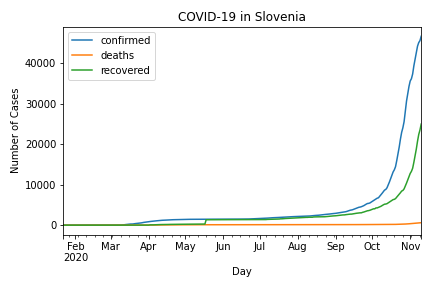 COVID-19 in Slovenia
confirmed
deaths
recovered
Number of Cases
40000
30000
20000
10000
0
Feb Mar Apr May Jun Jul Aug Sep Oct Nov
2020
Day